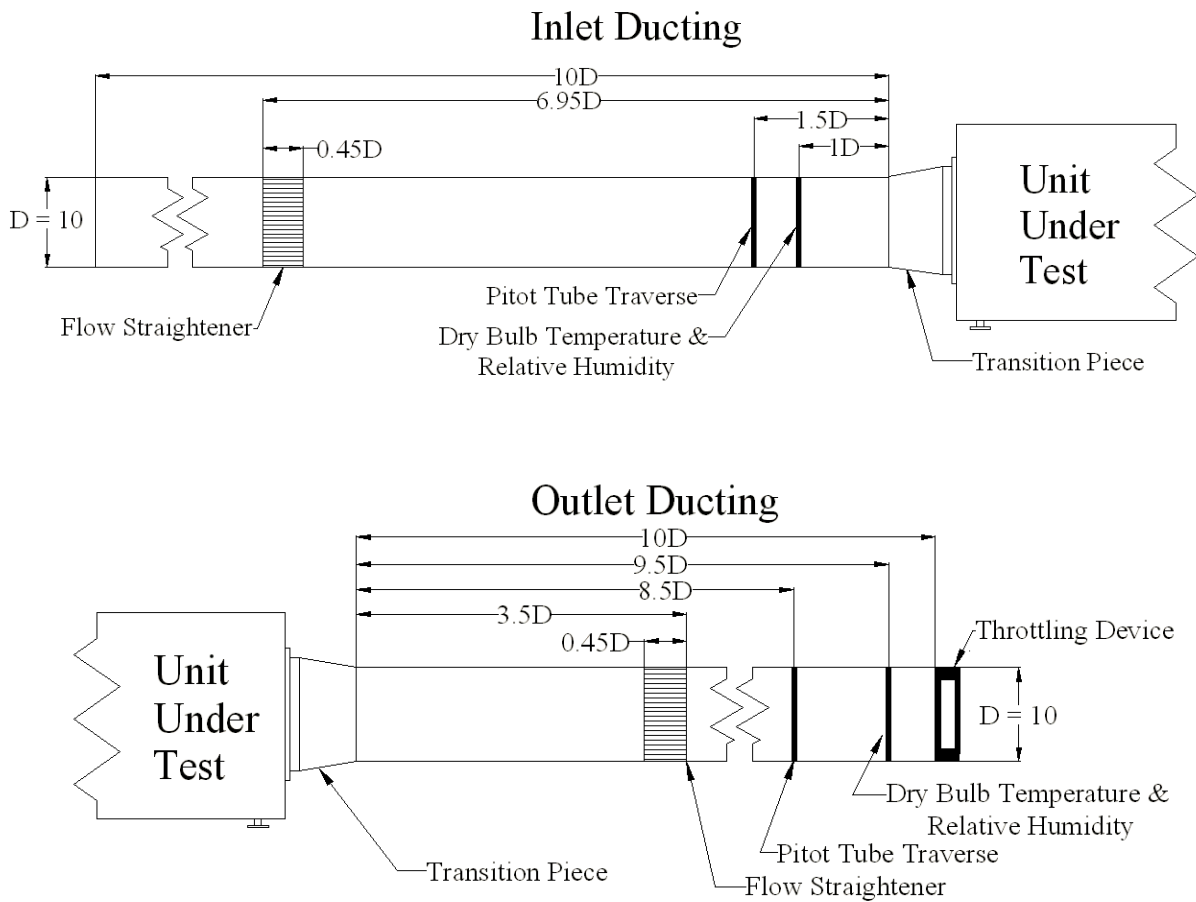 Inlet Ducting
10D
6.95D
1.5D
0.45D
1D
D = 10
Unit
Under
Test
Pitot Tube Traverse
Flow Straightener
Dry Bulb Temperature &
Relative Humidity
Transition Piece
Outlet Ducting
10D
9.5D
8.5D
3.5D
0.45D
Throttling Device
Unit
Under
Test
D = 10
Dry Bulb Temperature &
Relative Humidity
Pitot Tube Traverse
Transition Piece
Flow Straightener